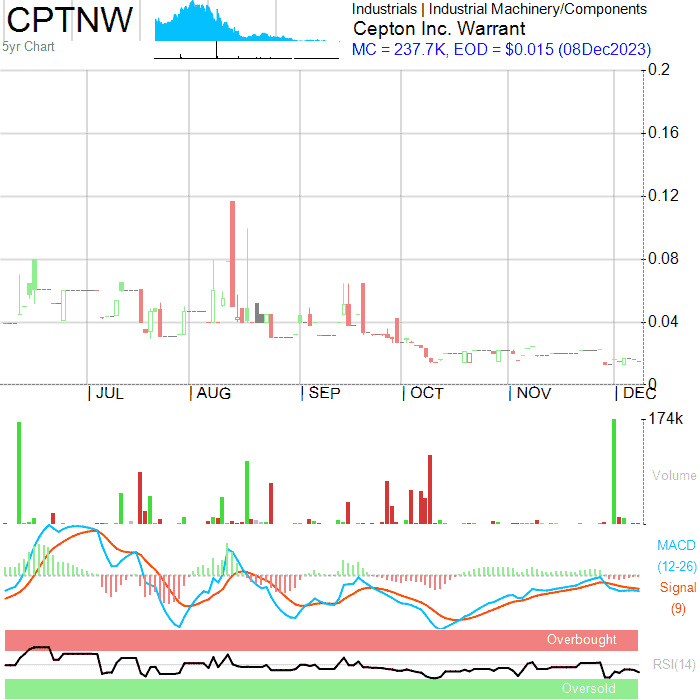 CPTNW
5yr Chart
Industrials | Industrial Machinery/Components
Cepton Inc. Warrant
MC = 237.7K, EOD = $0.015 (08Dec2023)
0.2
0.16
0.12
0.08
0.04
0
|JUL |AUG |SEP |OCT |NOV |DEC
174k
Volume
MACD
(12-26)
Signal
(9)
Overbought
RSI(14)
Oversold